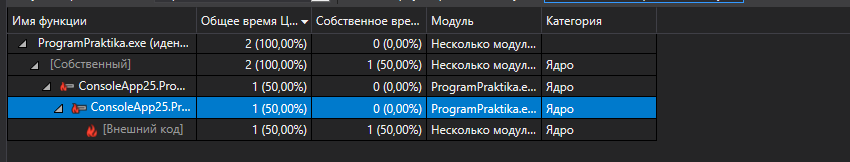 Имя функции Общее время Ц... Собственное вре... Модуль Категория
ProgramPraktika.exe (иден... 2 (100,00%) 0 (0,00%) Несколько модул...
[Собственный] 2 (100,00%) 1 (50,00%) Несколько модул... Ядро
ConsoleApp25.Pro... 1 (50,00%) 0 (0,00%) ProgramPraktika.e... Ядро
ConsoleApp25.Pr... 1 (50,00%) 0 (0,00%) ProgramPraktika.e... Ядро
[Внешний код] 1 (50,00%) 1 (50,00%) Несколько модул... Ядро